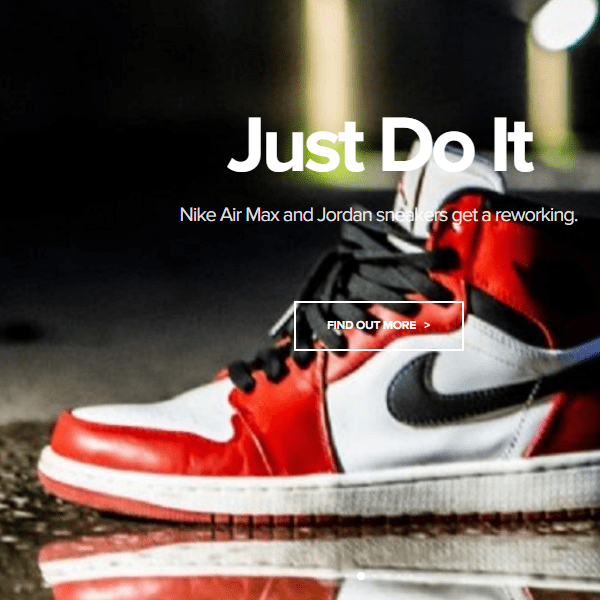 Just Do It
Nike Air Max and Jordan sneakers get a reworking.
FIND OUT MORE >